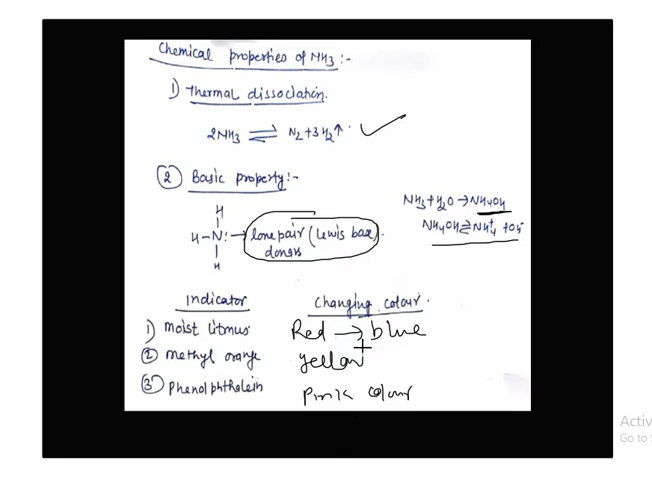 Chemical properties of NH3 :-
1) Thermal dissociation.
2NH3 ⇌ N2 + 3H2↑
② Basic property :-
NH3 + H2O → NH4OH
NH4OH ⇌ NH4+ + OH-
H
H-N: → lone pair (Lewis base)
doners
H
Indicator Changing colour.
1) Moist Litmus Red → blue
② Methyl orange Yellow
③ Phenolphthalein Pink colour
Activ
Go to S